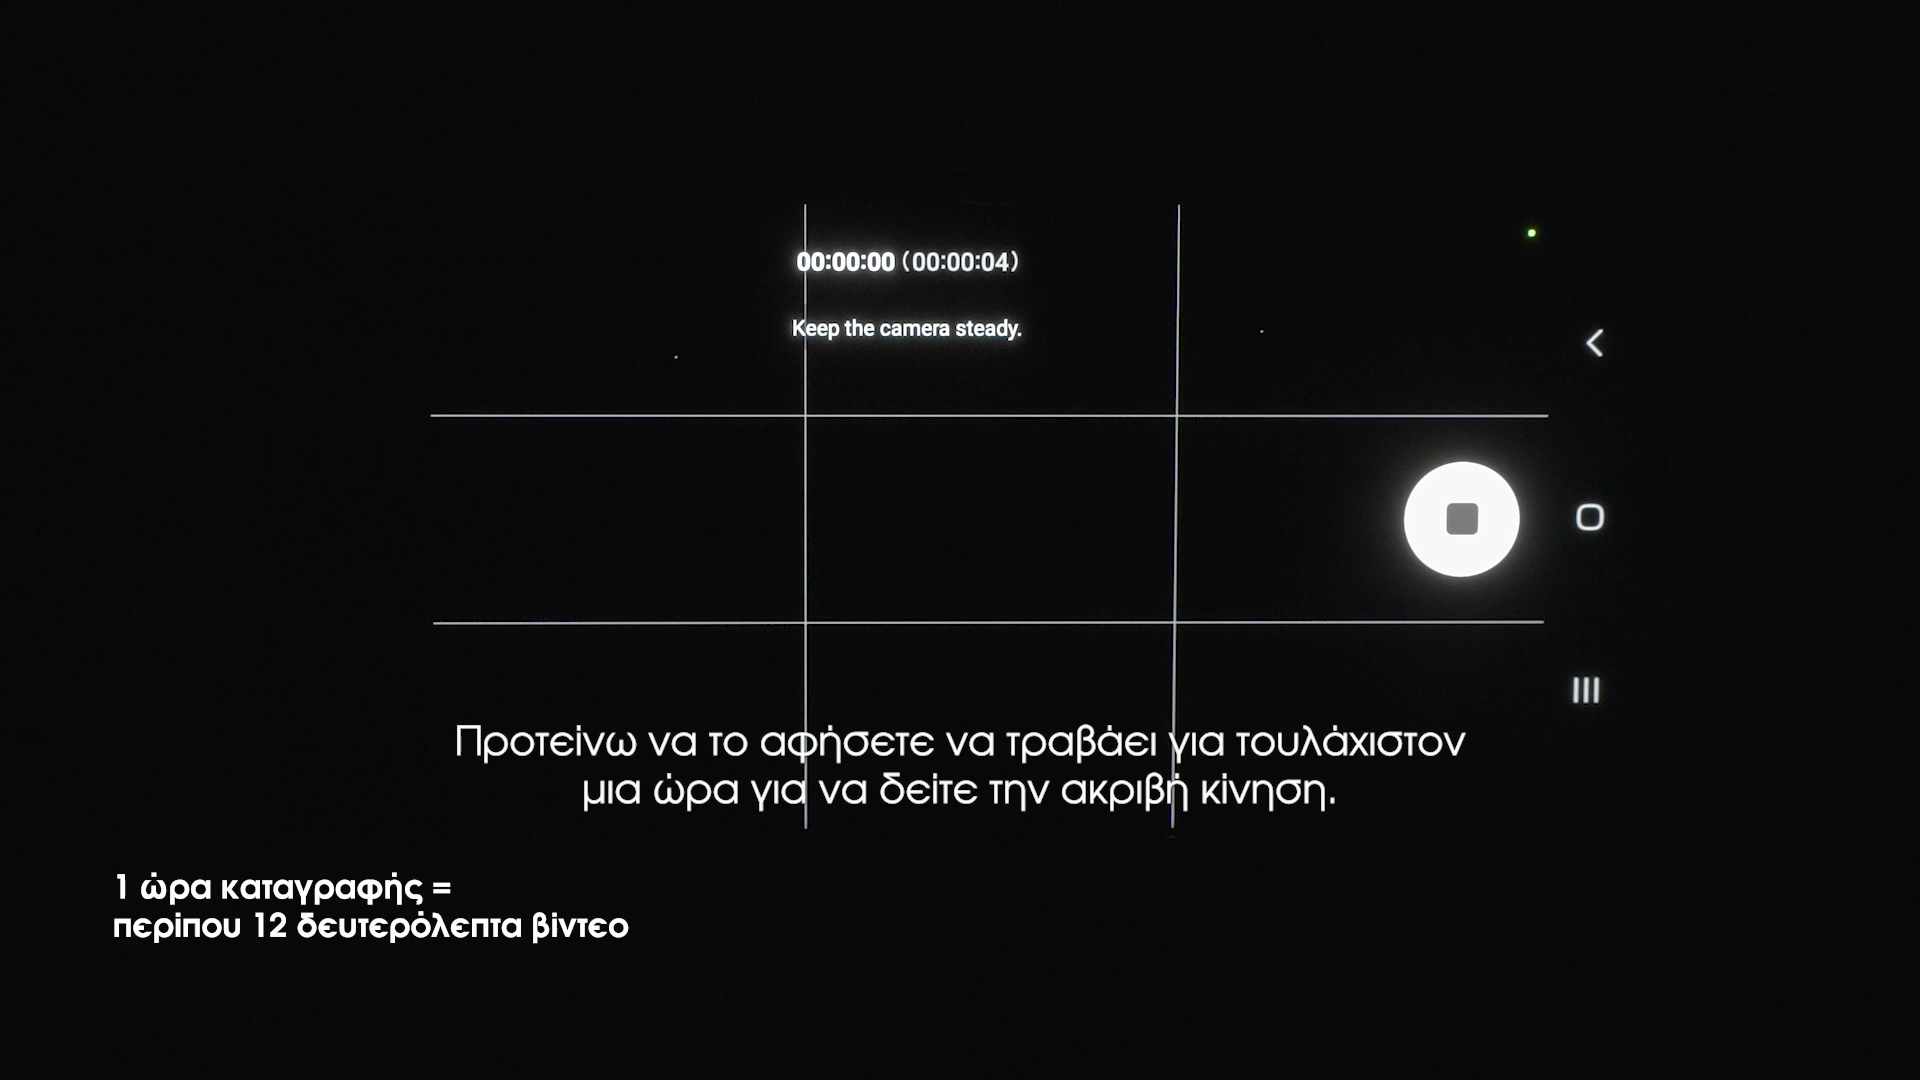 00:00:00 (00:00:04)
Keep the camera steady.
Προτείνω να το αφήσετε να τραβάει για τουλάχιστον
μια ώρα για να δείτε την ακριβή κίνηση.
1 ώρα καταγραφής =
περίπου 12 δευτερόλεπτα βίντεο